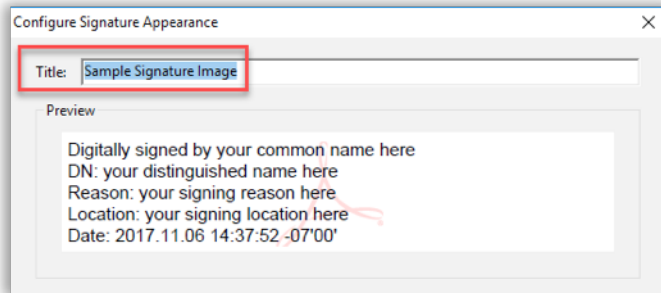 Configure Signature Appearance
Title: Sample Signature Image
Preview
Digitally signed by your common name here
DN: your distinguished name here
Reason: your signing reason here
Location: your signing location here
Date: 2017.11.06 14:37:52 -07'00'